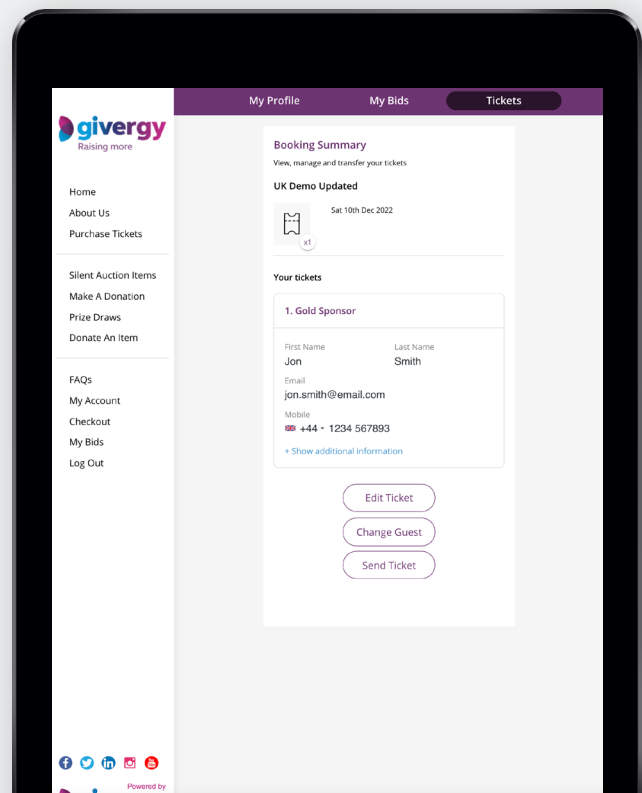 My Profile My Bids Tickets
givergy
Raising more
Home
About Us
Purchase Tickets
Silent Auction Items
Make A Donation
Prize Draws
Donate An Item
FAQs
My Account
Checkout
My Bids
Log Out
Booking Summary
View, manage and transfer your tickets
UK Demo Updated
Sat 10th Dec 2022
x1
Your tickets
1. Gold Sponsor
First Name Last Name
Jon Smith
Email
jon.smith@email.com
Mobile
+44 - 1234 567893
+ Show additional information
Edit Ticket
Change Guest
Send Ticket
Powered by